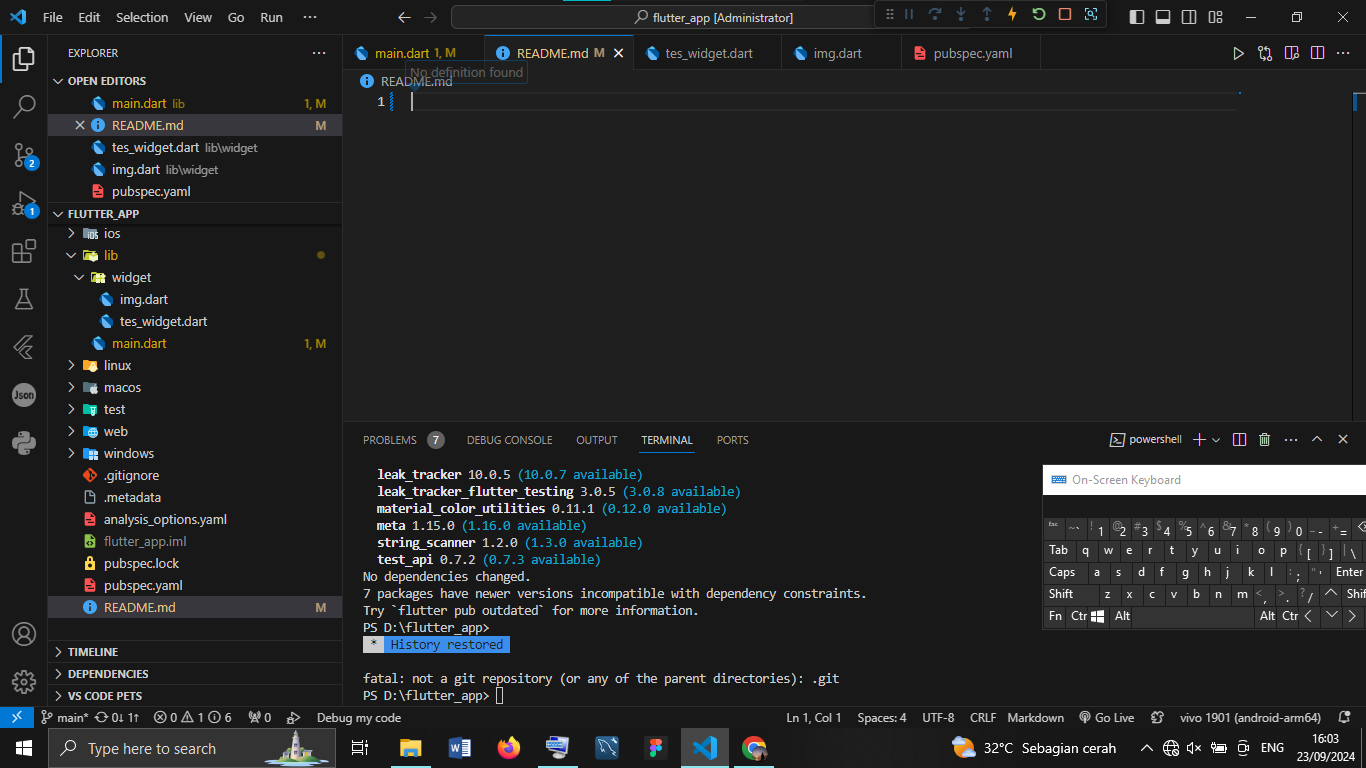 File Edit Selection View Go Run ··· flutter_app [Administrator]
EXPLORER
OPEN EDITORS
main.dart lib 1, M
README.md M
tes_widget.dart lib\widget
img.dart lib\widget
pubspec.yaml
FLUTTER_APP
ios
lib
widget
img.dart
tes_widget.dart
main.dart 1, M
linux
macos
test
web
windows
.gitignore
.metadata
analysis_options.yaml
flutter_app.iml
pubspec.lock
pubspec.yaml
README.md M
TIMELINE
DEPENDENCIES
VS CODE PETS
2
1
Json
main.dart 1, M README.md M tes_widget.dart img.dart pubspec.yaml
No definition found
README.md
1
PROBLEMS 7 DEBUG CONSOLE OUTPUT TERMINAL PORTS powershell
leak_tracker 10.0.5 (10.0.7 available)
leak_tracker_flutter_testing 3.0.5 (3.0.8 available)
material_color_utilities 0.11.1 (0.12.0 available)
meta 1.15.0 (1.16.0 available)
string_scanner 1.2.0 (1.3.0 available)
test_api 0.7.2 (0.7.3 available)
No dependencies changed.
7 packages have newer versions incompatible with dependency constraints.
Try `flutter pub outdated` for more information.
PS D:\flutter_app>
* History restored
fatal: not a git repository (or any of the parent directories): .git
PS D:\flutter_app>
On-Screen Keyboard
Esc ~ ` ! 1 @ 2 # 3 $ 4 % 5 ^ 6 & 7 * 8 ( 9 ) 0 _ - + =
Tab q w e r t y u i o p { [ } ] | \
Caps a s d f g h j k l : ; " ' Enter
Shift z x c v b n m < , > . ? / Shif
Fn Ctr Alt Alt Ctr
main* 0↓ 1↑ 0 1 6 0 Debug my code Ln 1, Col 1 Spaces: 4 UTF-8 CRLF Markdown Go Live vivo 1901 (android-arm64)
Type here to search 32°C Sebagian cerah ENG 16:03
23/09/2024